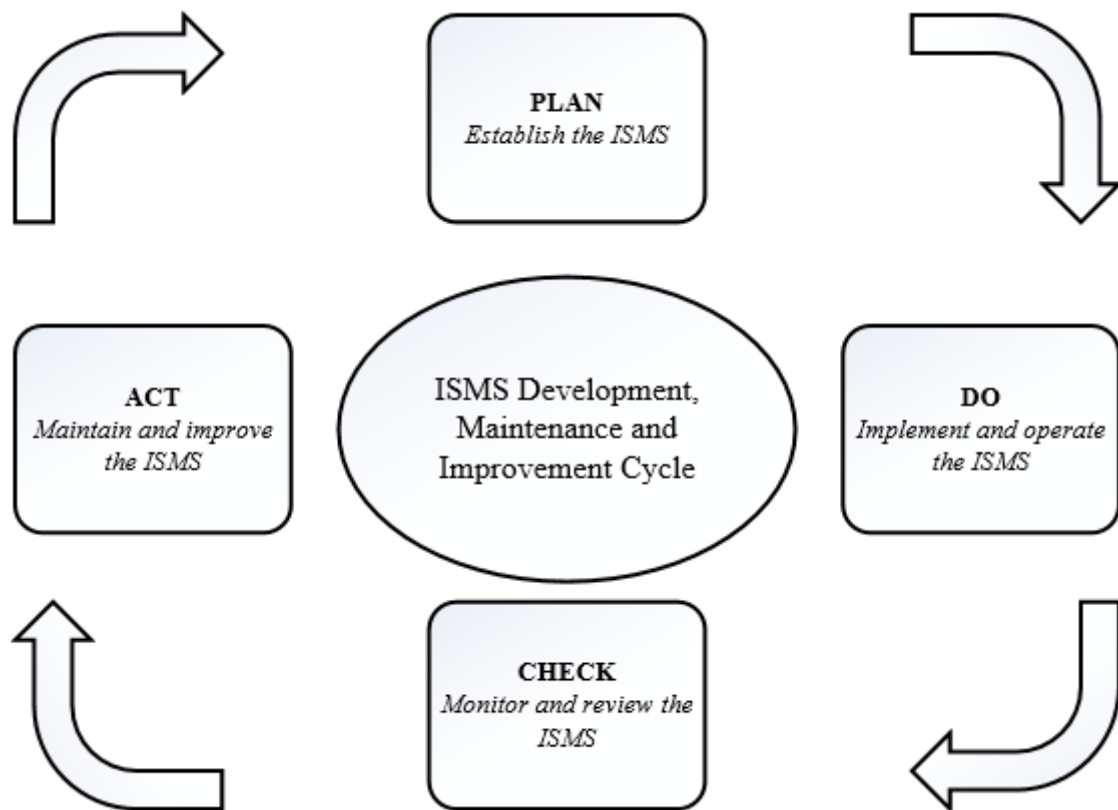 PLAN
Establish the ISMS
ACT
Maintain and improve
the ISMS
ISMS Development,
Maintenance and
Improvement Cycle
DO
Implement and operate
the ISMS
CHECK
Monitor and review the
ISMS